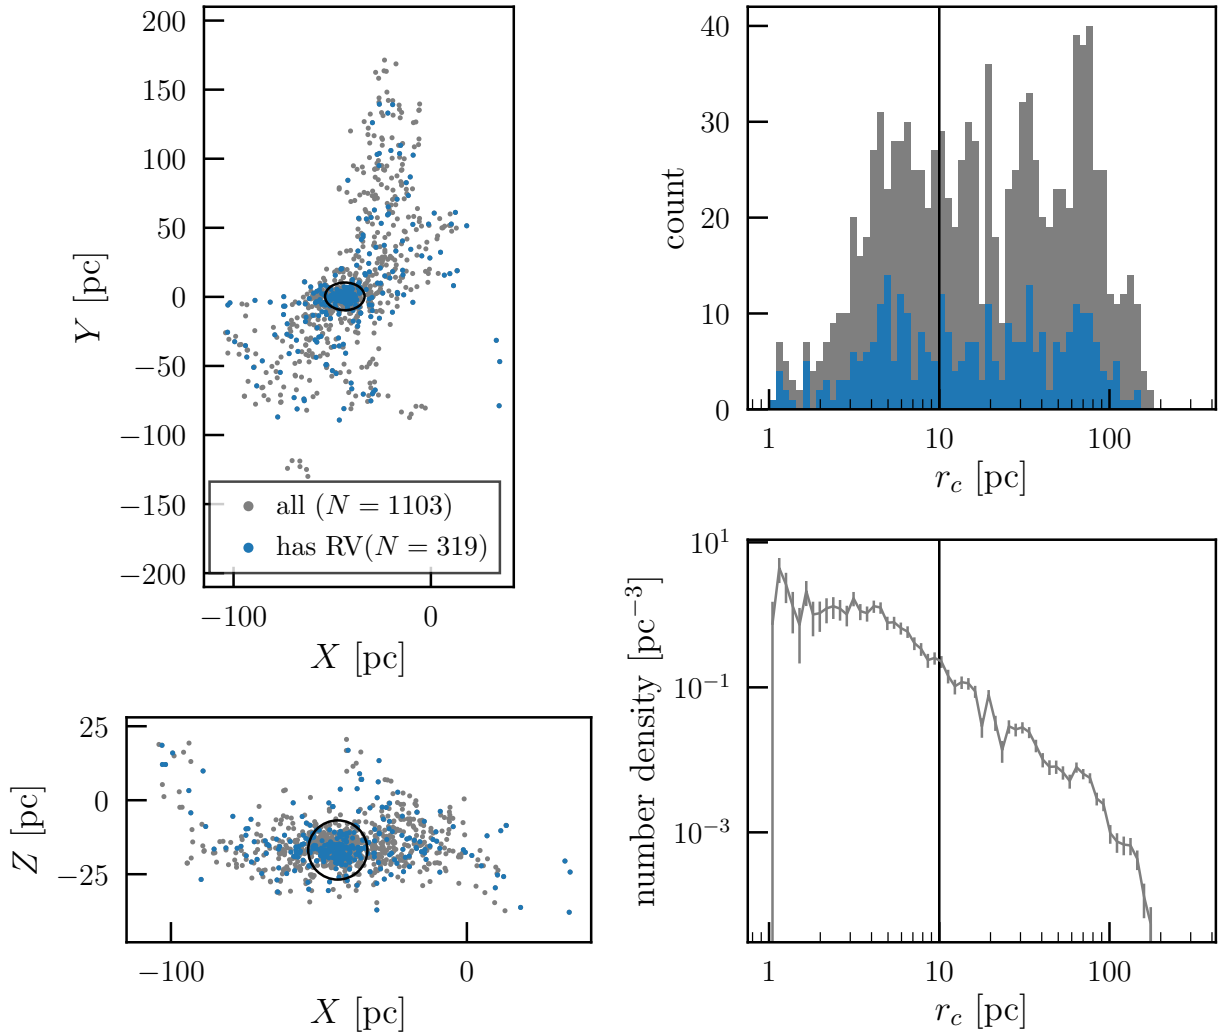 200
150
100
50
0
−50
−100
−150
−200
Y [pc]
all (N = 1103)
has RV(N = 319)
−100 0
X [pc]
40
30
20
10
0
count
1 10 100
r_c [pc]
25
0
−25
Z [pc]
−100 0
X [pc]
10^1
10^−1
10^−3
number density [pc^−3]
1 10 100
r_c [pc]